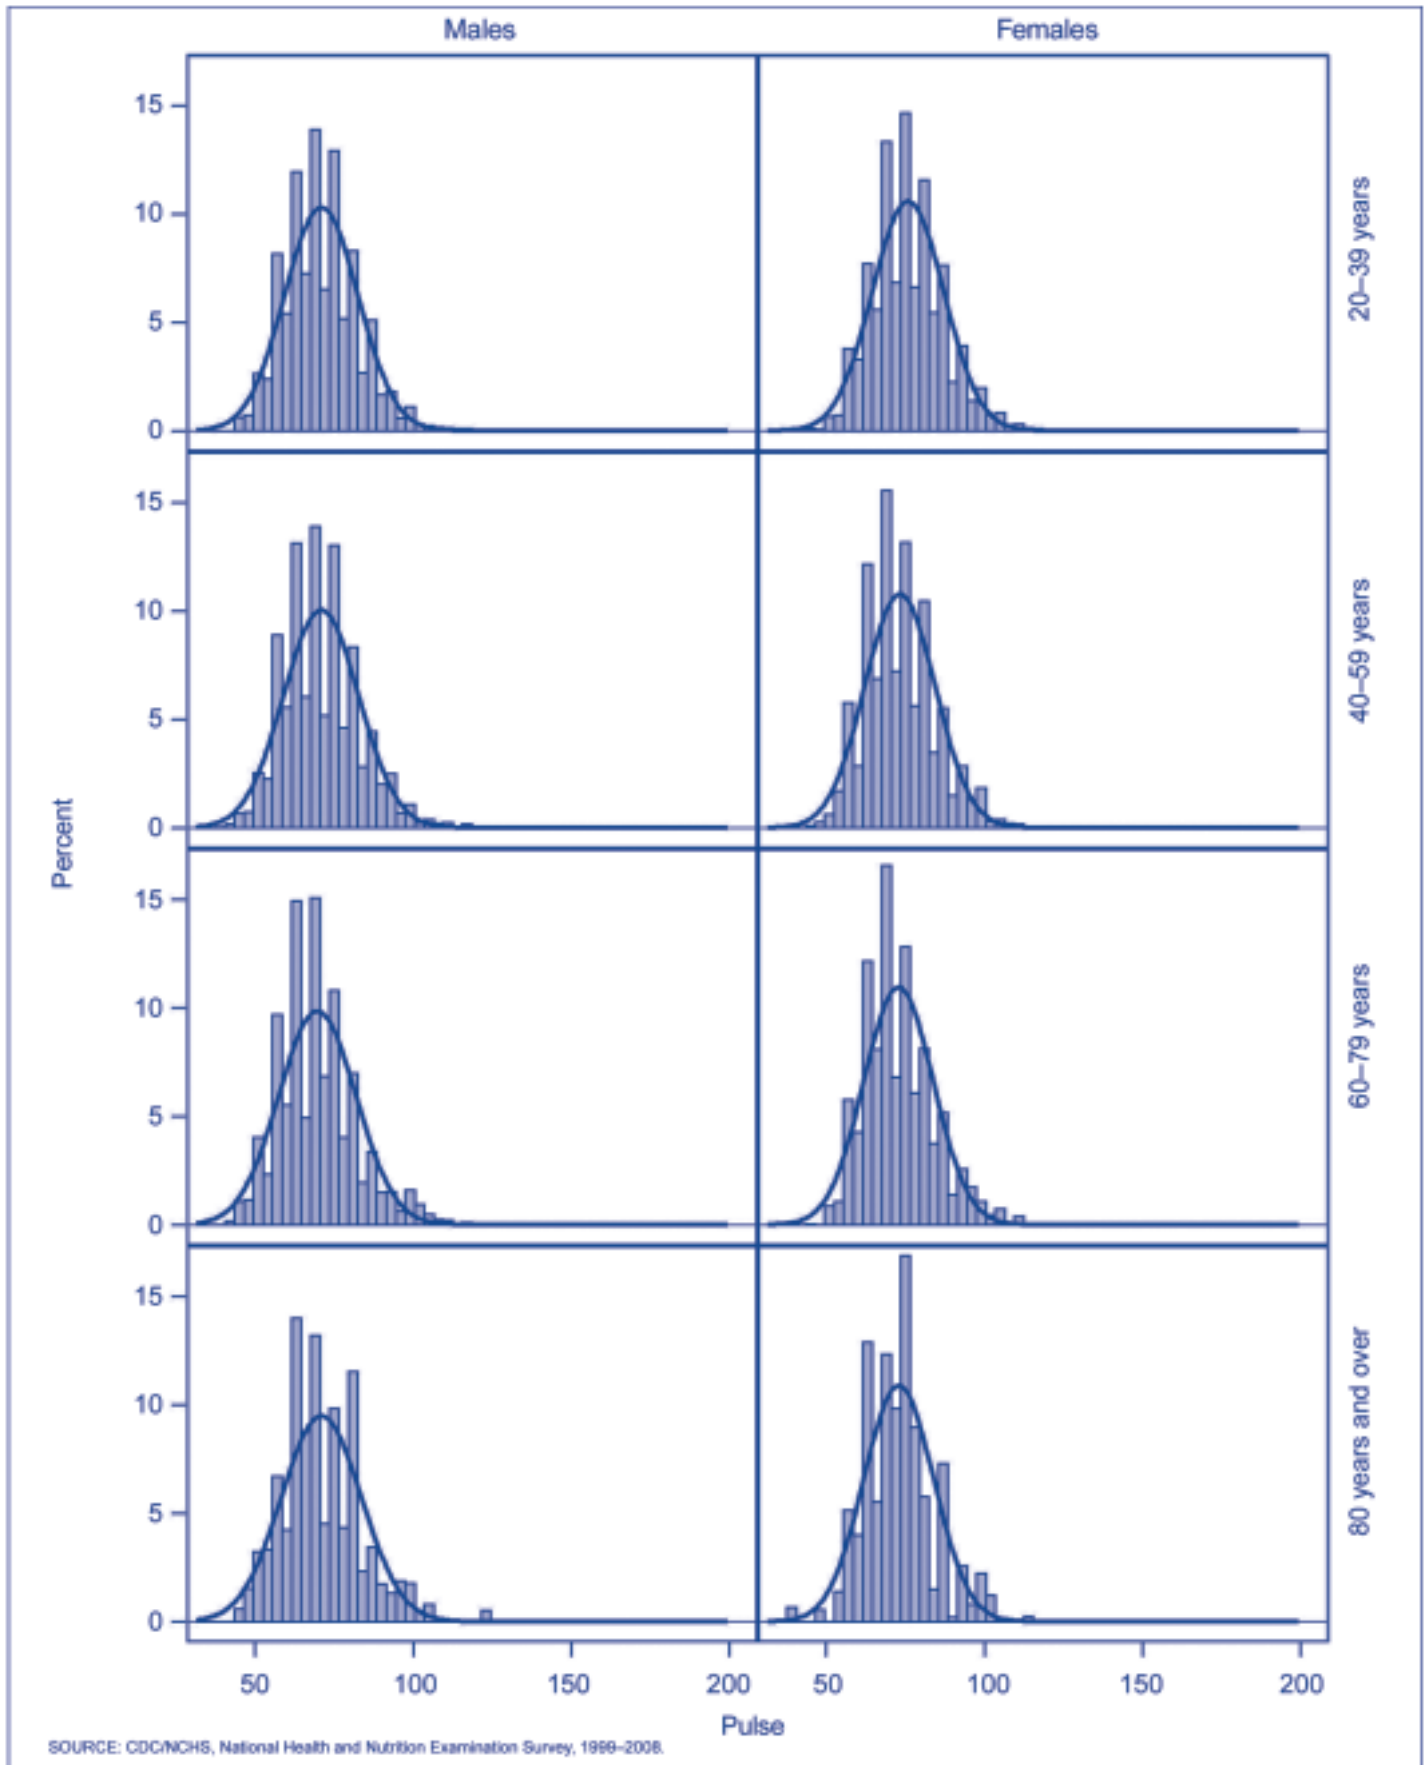 Males Females
15
10
5
0
20–39 years
15
10
5
0
40–59 years
Percent
15
10
5
0
60–79 years
15
10
5
0
80 years and over
50 100 150 200 50 100 150 200
Pulse
SOURCE: CDC/NCHS, National Health and Nutrition Examination Survey, 1999–2008.